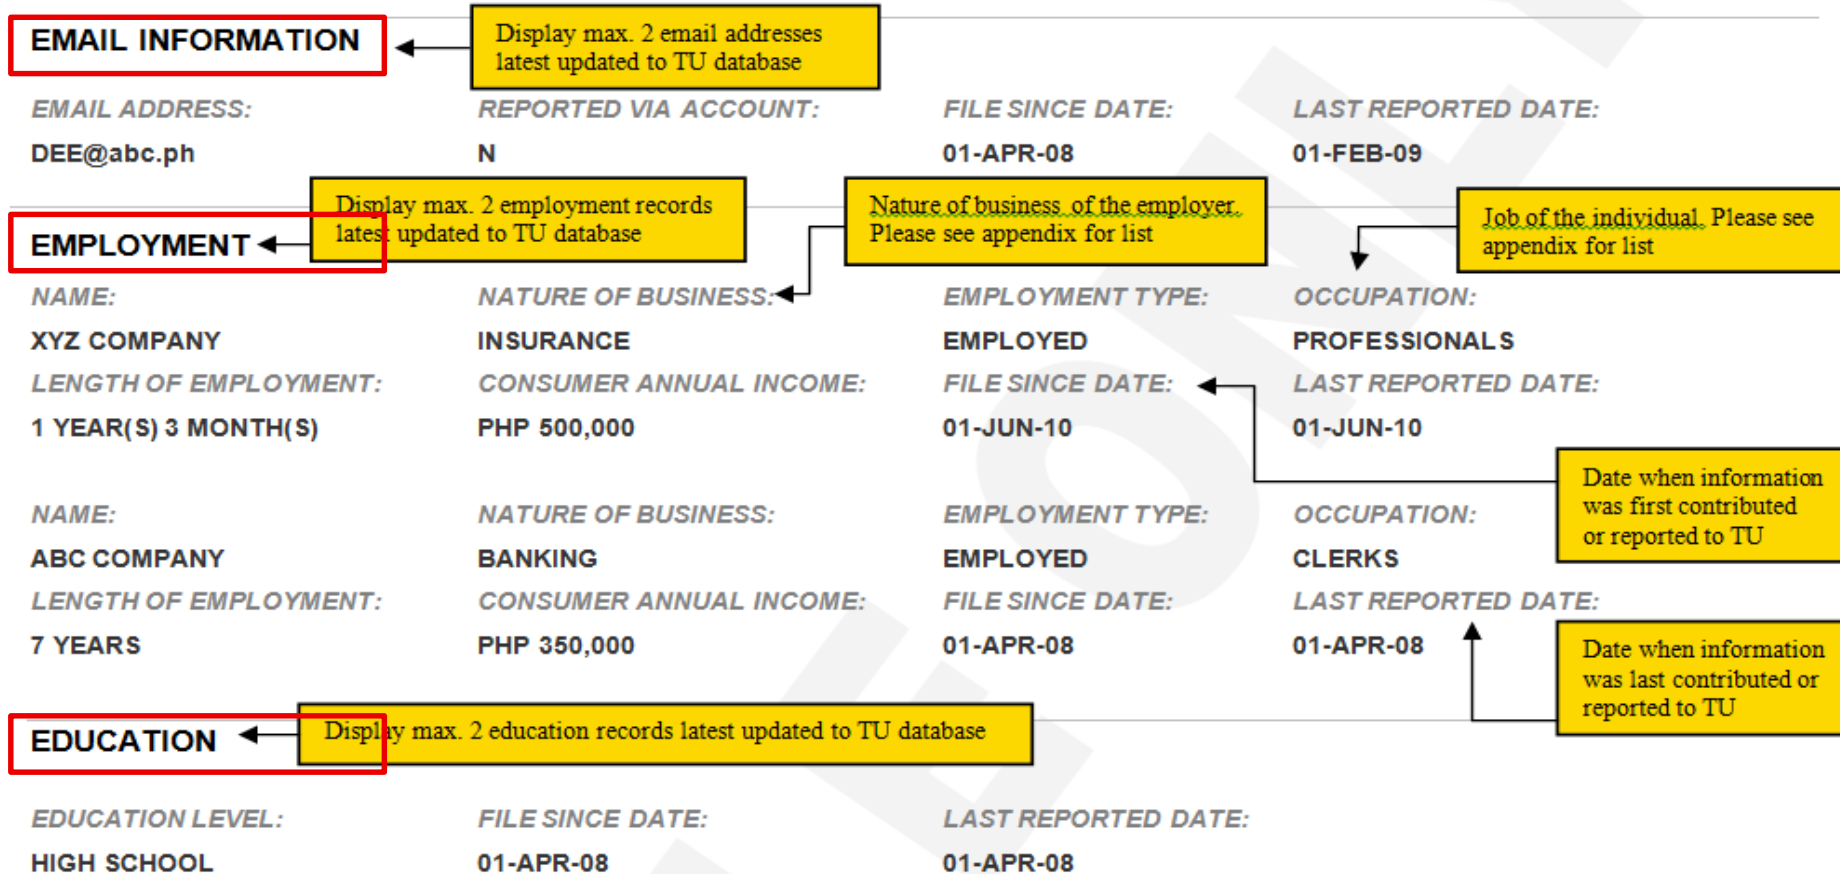 EMAIL INFORMATION
Display max. 2 email addresses
latest updated to TU database
EMAIL ADDRESS: REPORTED VIA ACCOUNT: FILE SINCE DATE: LAST REPORTED DATE:
DEE@abc.ph N 01-APR-08 01-FEB-09
EMPLOYMENT
Display max. 2 employment records
latest updated to TU database
Nature of business of the employer.
Please see appendix for list
Job of the individual. Please see
appendix for list
NAME: NATURE OF BUSINESS: EMPLOYMENT TYPE: OCCUPATION:
XYZ COMPANY INSURANCE EMPLOYED PROFESSIONALS
LENGTH OF EMPLOYMENT: CONSUMER ANNUAL INCOME: FILE SINCE DATE: LAST REPORTED DATE:
1 YEAR(S) 3 MONTH(S) PHP 500,000 01-JUN-10 01-JUN-10
Date when information
was first contributed
or reported to TU
NAME: NATURE OF BUSINESS: EMPLOYMENT TYPE: OCCUPATION:
ABC COMPANY BANKING EMPLOYED CLERKS
LENGTH OF EMPLOYMENT: CONSUMER ANNUAL INCOME: FILE SINCE DATE: LAST REPORTED DATE:
7 YEARS PHP 350,000 01-APR-08 01-APR-08
Date when information
was last contributed or
reported to TU
EDUCATION
Display max. 2 education records latest updated to TU database
EDUCATION LEVEL: FILE SINCE DATE: LAST REPORTED DATE:
HIGH SCHOOL 01-APR-08 01-APR-08